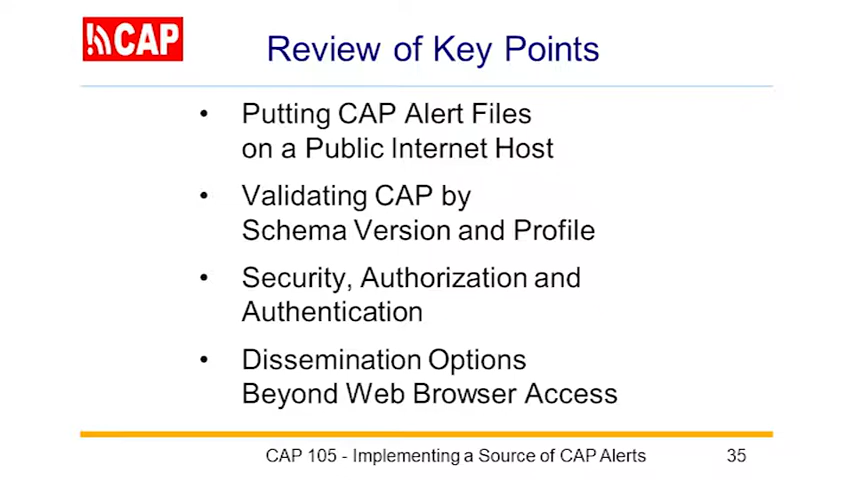 CAP
Review of Key Points
• Putting CAP Alert Files
on a Public Internet Host
• Validating CAP by
Schema Version and Profile
• Security, Authorization and
Authentication
• Dissemination Options
Beyond Web Browser Access
CAP 105 - Implementing a Source of CAP Alerts 35